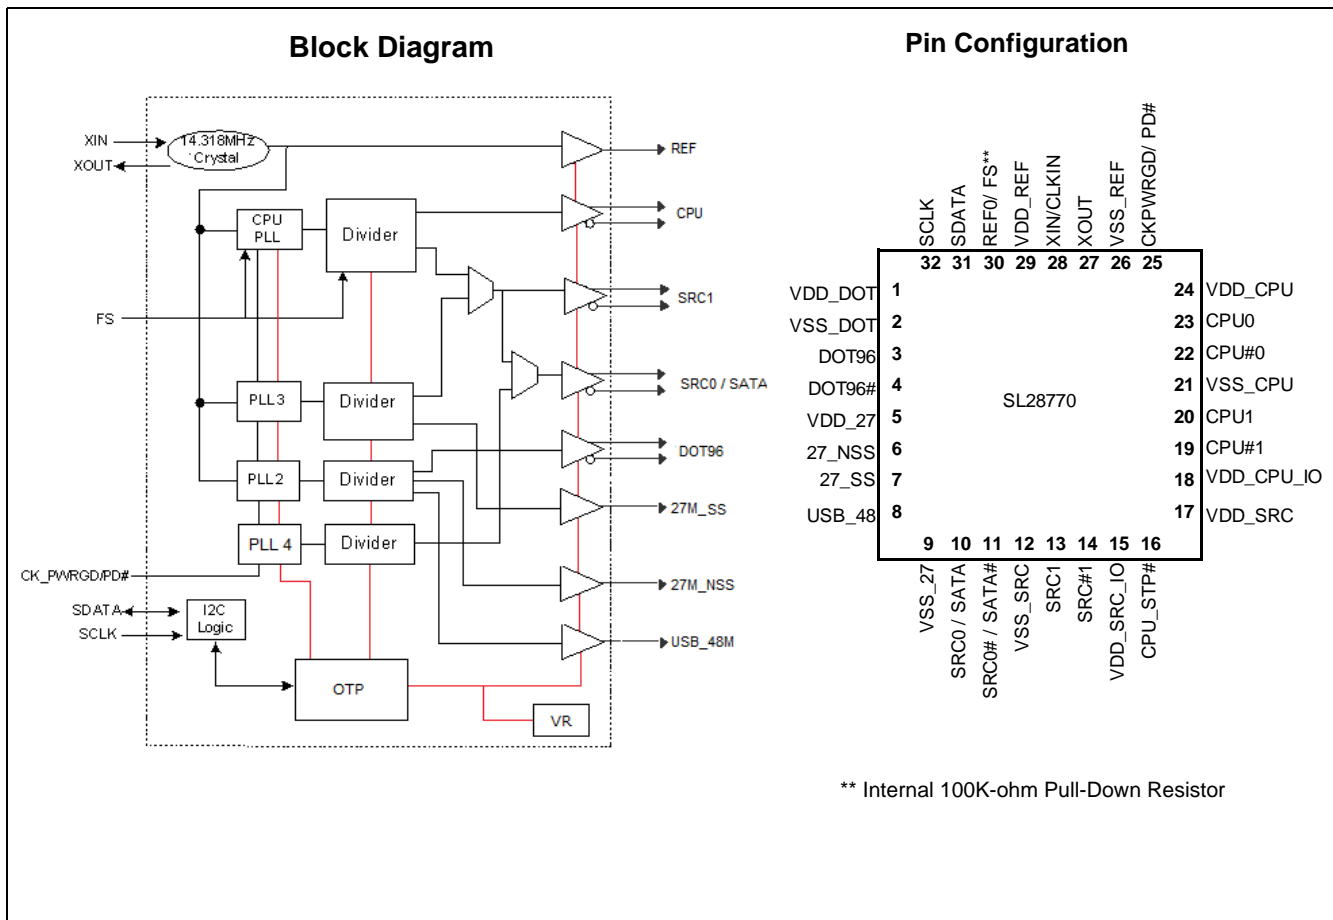 Block Diagram
XIN
XOUT
14.318MHz
Crystal
REF
CPU
PLL
Divider
CPU
SRC1
FS
PLL3
Divider
SRC0 / SATA
PLL2
Divider
DOT96
27M_SS
PLL 4
Divider
CK_PWRGD/PD#
27M_NSS
SDATA
SCLK
I2C
Logic
USB_48M
OTP
VR
Pin Configuration
SCLK
SDATA
REF0/ FS**
VDD_REF
XIN/CLKIN
XOUT
VSS_REF
CKPWRGD/ PD#
32 31 30 29 28 27 26 25
VDD_DOT 1
VSS_DOT 2
DOT96 3
DOT96# 4
VDD_27 5
27_NSS 6
27_SS 7
USB_48 8
SL28770
24 VDD_CPU
23 CPU0
22 CPU#0
21 VSS_CPU
20 CPU1
19 CPU#1
18 VDD_CPU_IO
17 VDD_SRC
9 10 11 12 13 14 15 16
VSS_27
SRC0 / SATA
SRC0# / SATA#
VSS_SRC
SRC1
SRC#1
VDD_SRC_IO
CPU_STP#
** Internal 100K-ohm Pull-Down Resistor